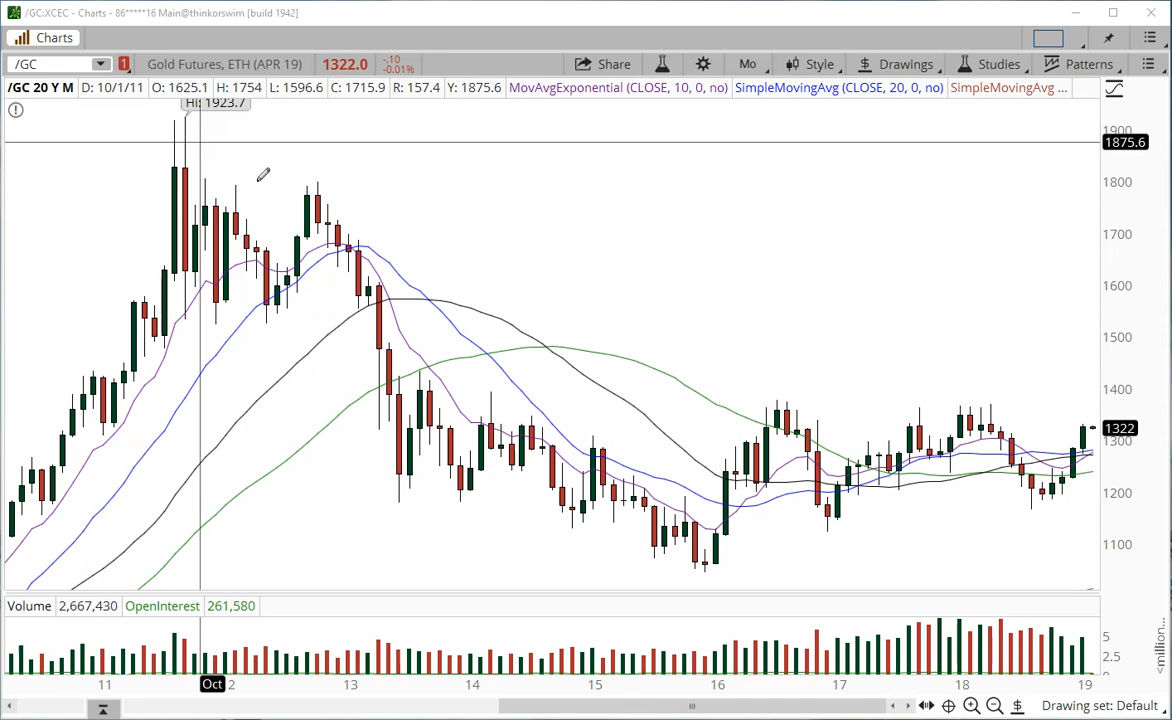 /GC:XCEC - Charts - 86*****16 Main@thinkorswim [build 1942]
Charts
/GC 1 Gold Futures, ETH (APR 19) 1322.0 -.10 -0.01% Share Mo Style Drawings Studies Patterns
/GC 20 Y M D: 10/1/11 O: 1625.1 H: 1754 L: 1596.6 C: 1715.9 R: 157.4 Y: 1875.6 MovAvgExponential (CLOSE, 10, 0, no) SimpleMovingAvg (CLOSE, 20, 0, no) SimpleMovingAvg ...
Hi: 1923.7
1900
1875.6
1800
1700
1600
1500
1400
1322
1300
1200
1100
Volume 2,667,430 OpenInterest 261,580
5
2.5
<millions>
11 Oct 2 13 14 15 16 17 18 19
Drawing set: Default